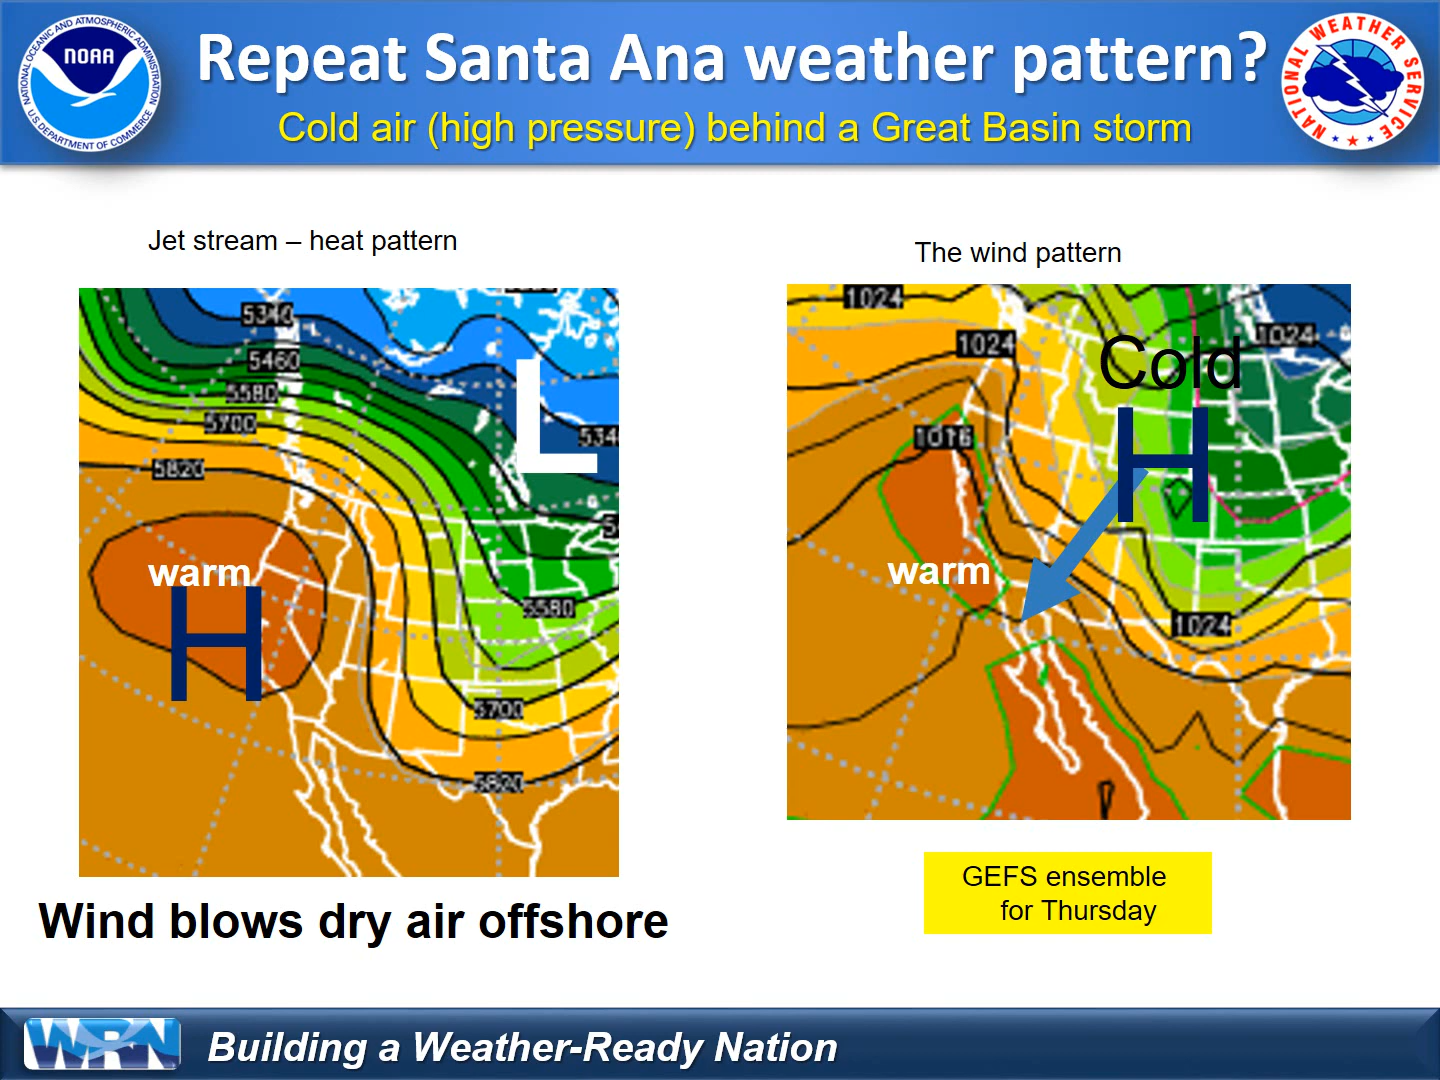 NATIONAL OCEANIC AND ATMOSPHERIC ADMINISTRATION
U.S. DEPARTMENT OF COMMERCE
NOAA
Repeat Santa Ana weather pattern?
Cold air (high pressure) behind a Great Basin storm
NATIONAL WEATHER SERVICE
Jet stream – heat pattern
The wind pattern
5340
5460
5580
5700
5820
L
534
warm
H
5
5580
5700
5820
1024
1024
1024
Cold
H
1016
warm
1024
Wind blows dry air offshore
GEFS ensemble
for Thursday
WRN
Building a Weather-Ready Nation